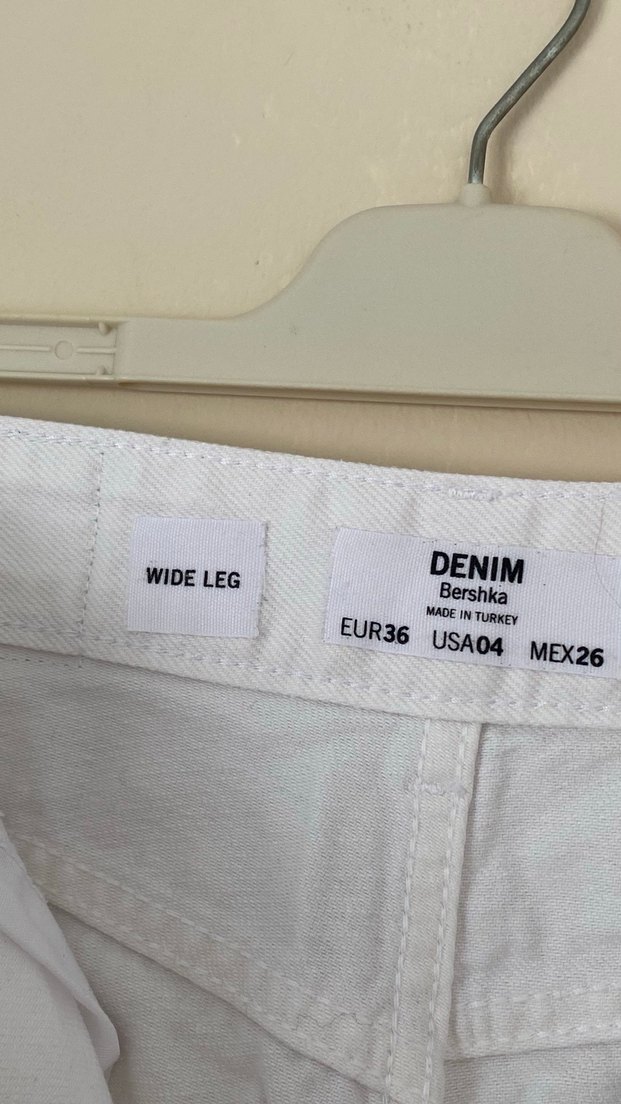 WIDE LEG
DENIM
Bershka
MADE IN TURKEY
EUR36 USA04 MEX26